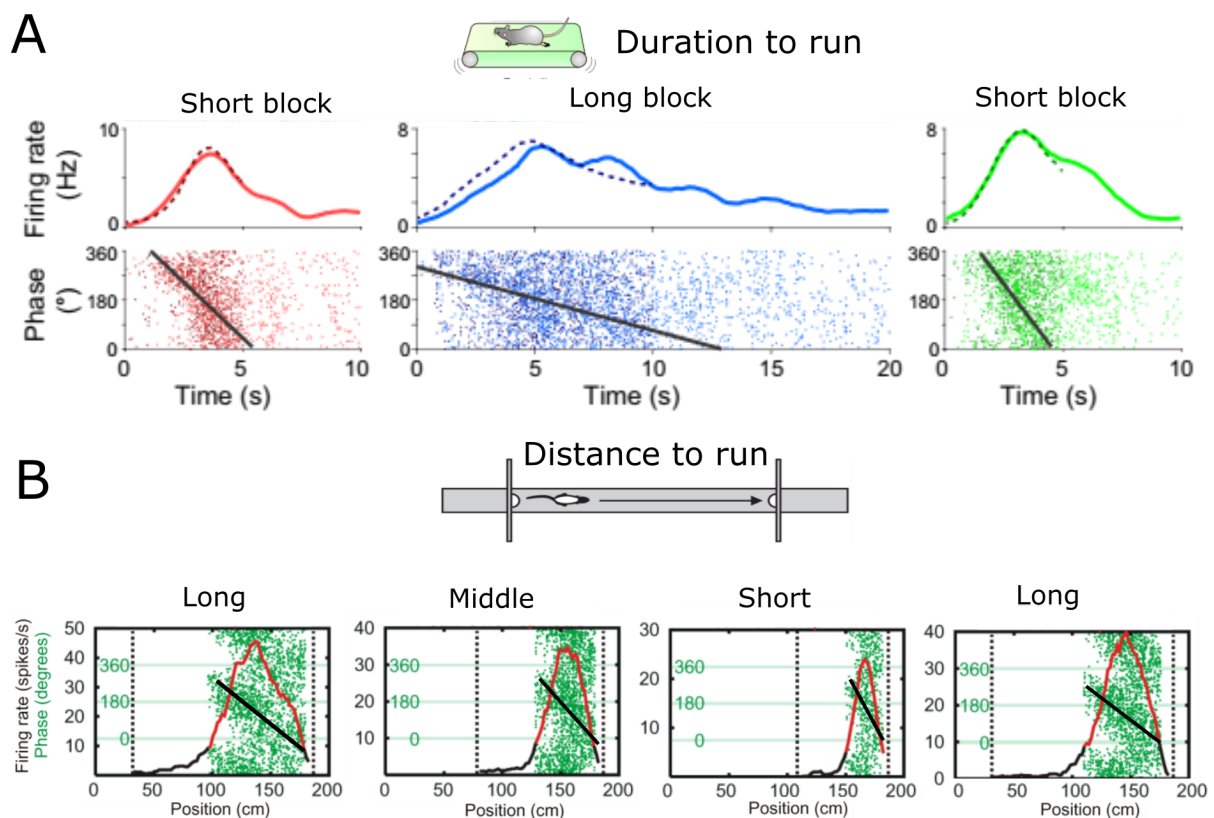 A
Duration to run
Short block
Long block
Short block
Firing rate
(Hz)
10
0
8
0
8
0
Phase
(°)
360
180
0
360
180
0
360
180
0
0 5 10
0 5 10 15 20
0 5 10
Time (s)
Time (s)
Time (s)
B
Distance to run
Long
Middle
Short
Long
Firing rate (spikes/s)
Phase (degrees)
50
40
30
20
10
360
180
0
40
30
20
10
360
180
0
30
20
10
360
180
0
40
30
20
10
0
360
180
0
0 50 100 150 200
0 50 100 150 200
0 50 100 150 200
0 50 100 150 200
Position (cm)
Position (cm)
Position (cm)
Position (cm)